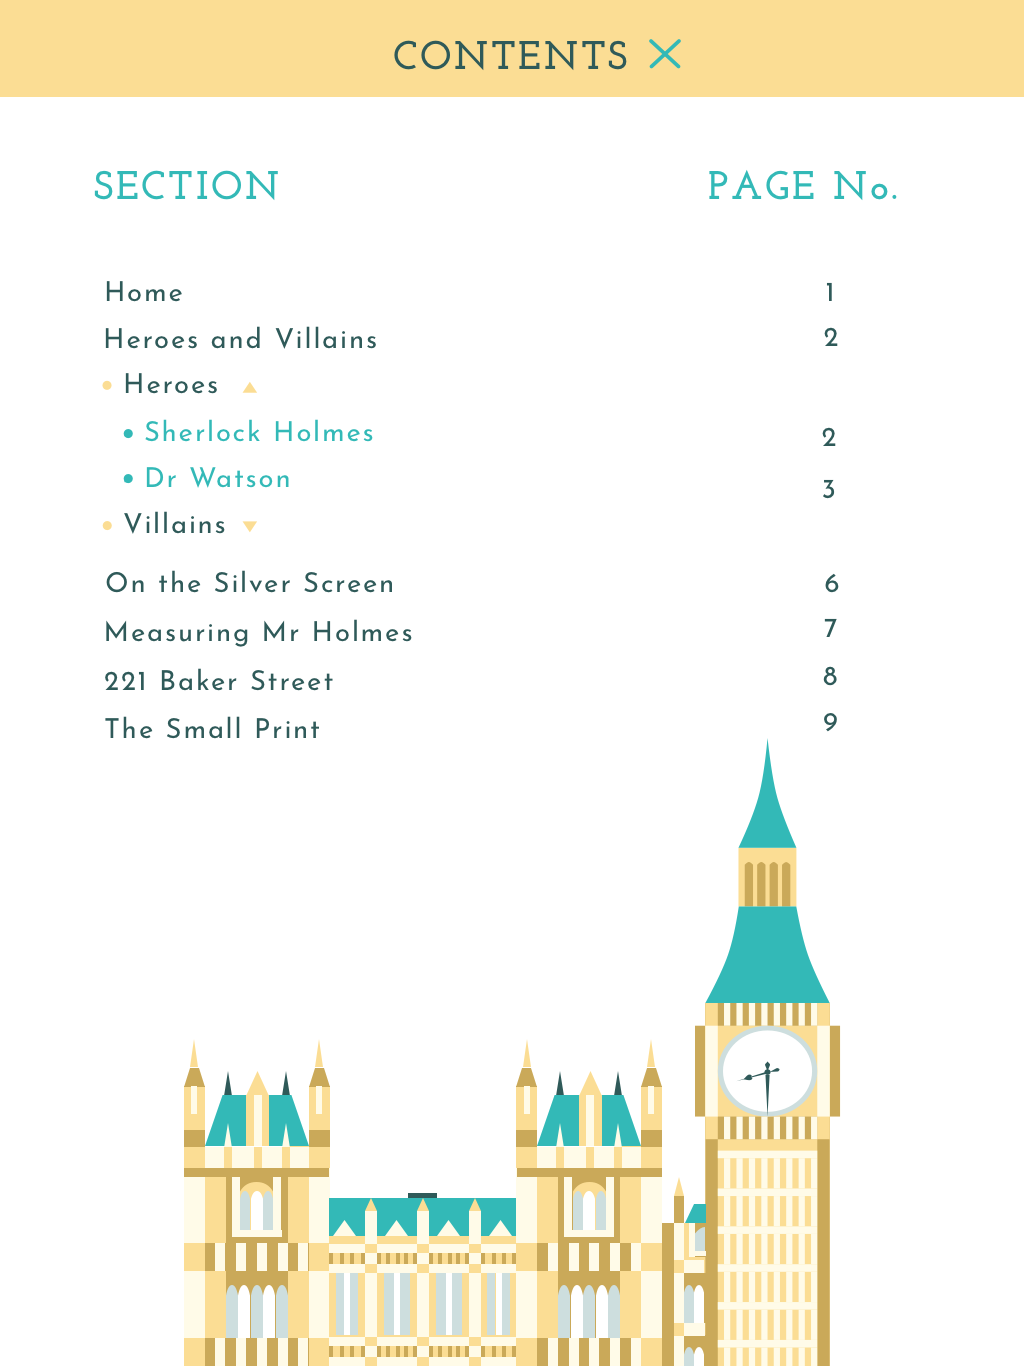 CONTENTS
SECTION PAGE No.
Home 1
Heroes and Villains 2
Heroes
Sherlock Holmes 2
Dr Watson 3
Villains
On the Silver Screen 6
Measuring Mr Holmes 7
221 Baker Street 8
The Small Print 9